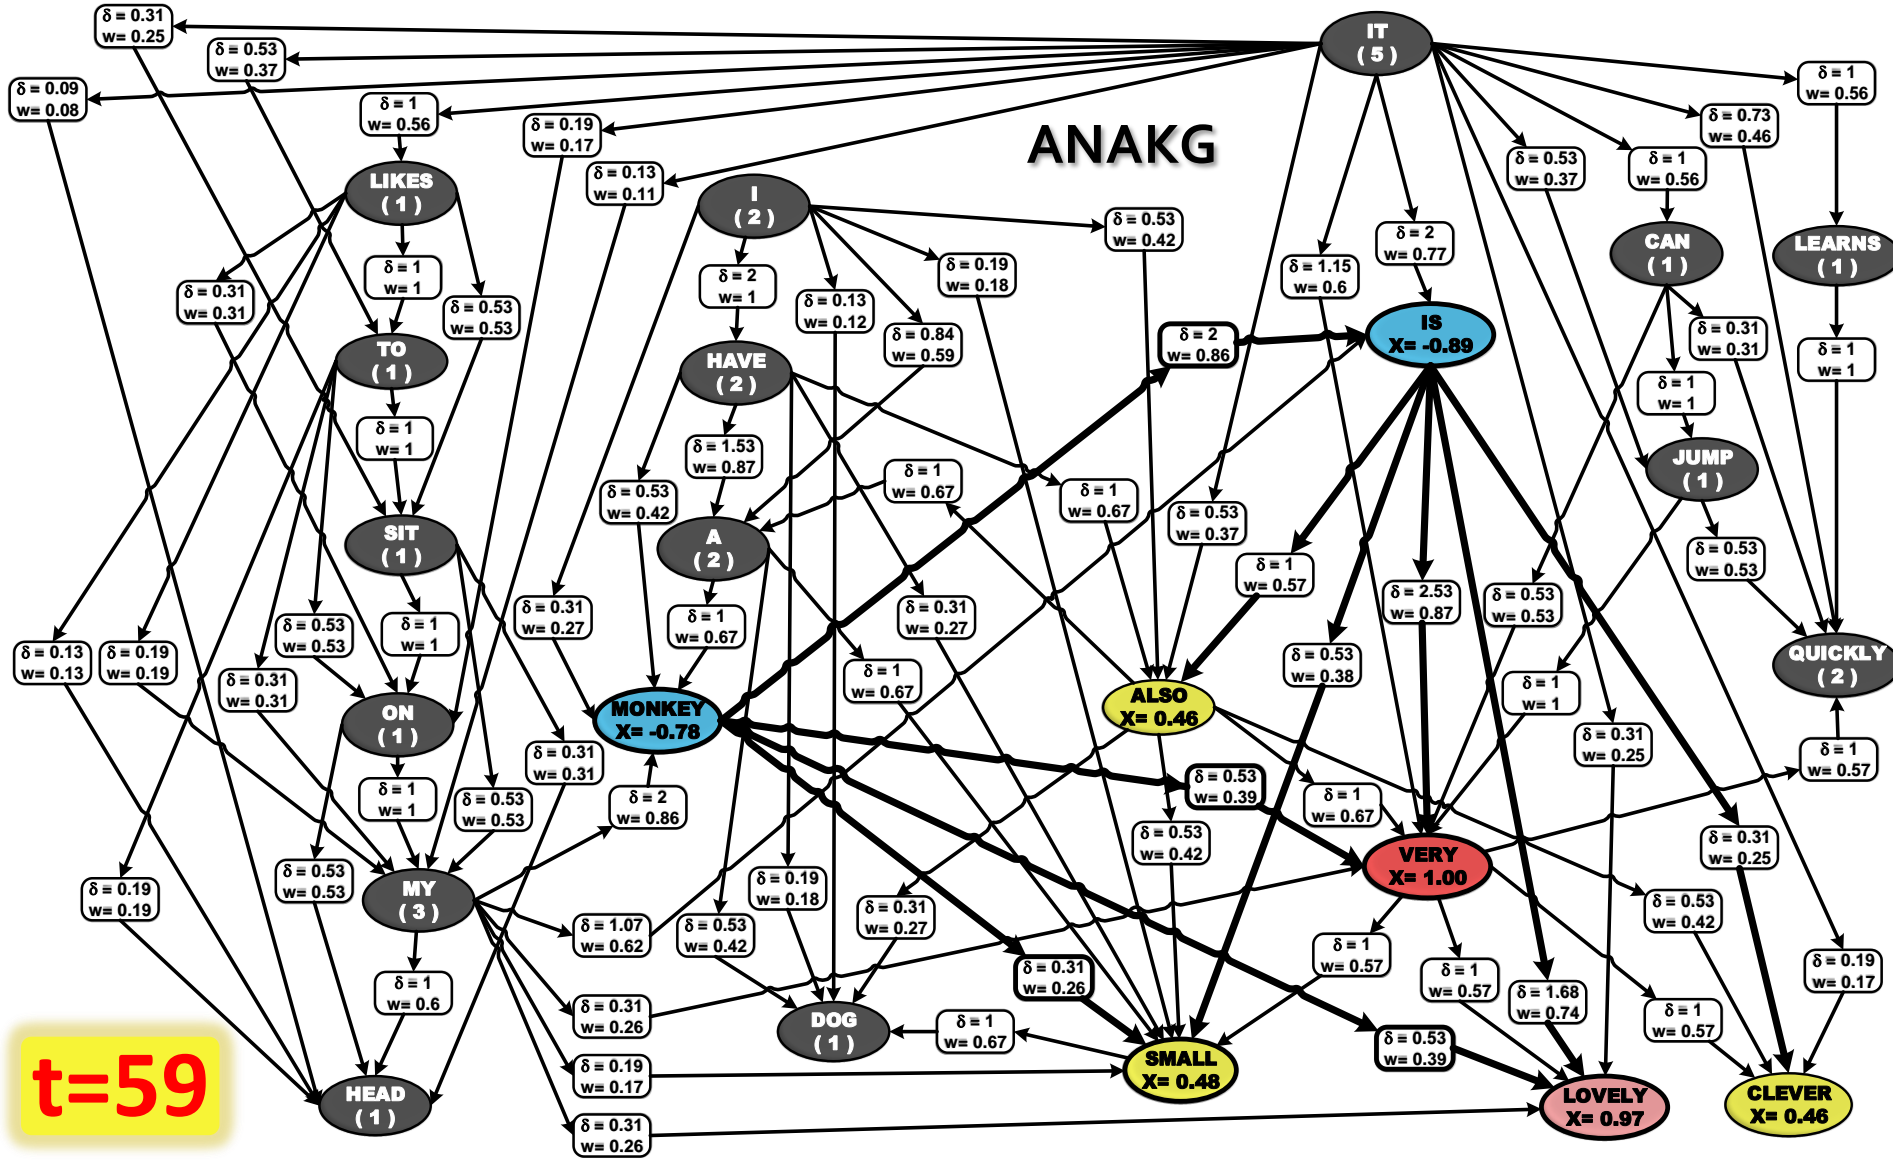 δ = 0.31
w= 0.25
IT
( 5 )
δ = 0.53
w= 0.37
δ = 0.09
w= 0.08
δ = 1
w= 0.56
δ = 1
w= 0.56
δ = 0.19
w= 0.17
δ = 0.73
w= 0.46
ANAKG
δ = 0.53
w= 0.37
δ = 1
w= 0.56
δ = 0.13
w= 0.11
LIKES
( 1 )
I
( 2 )
δ = 0.53
w= 0.42
δ = 2
w= 0.77
CAN
( 1 )
LEARNS
( 1 )
δ = 1
w= 1
δ = 2
w= 1
δ = 0.19
w= 0.18
δ = 1.15
w= 0.6
δ = 0.31
w= 0.31
δ = 0.53
w= 0.53
δ = 0.13
w= 0.12
δ = 0.84
w= 0.59
δ = 2
w= 0.86
IS
X= -0.89
δ = 0.31
w= 0.31
δ = 1
w= 1
TO
( 1 )
HAVE
( 2 )
δ = 1
w= 1
δ = 1
w= 1
δ = 1.53
w= 0.87
δ = 1
w= 0.67
JUMP
( 1 )
δ = 0.53
w= 0.42
δ = 1
w= 0.67
δ = 0.53
w= 0.37
SIT
( 1 )
A
( 2 )
δ = 0.53
w= 0.53
δ = 1
w= 0.57
δ = 2.53
w= 0.87
δ = 0.53
w= 0.53
δ = 0.31
w= 0.27
δ = 0.31
w= 0.27
δ = 1
w= 0.67
δ = 0.53
w= 0.53
δ = 1
w= 1
δ = 0.13
w= 0.13
δ = 0.19
w= 0.19
δ = 0.53
w= 0.38
QUICKLY
( 2 )
δ = 0.31
w= 0.31
δ = 1
w= 0.67
δ = 1
w= 1
ALSO
X= 0.46
MONKEY
X= -0.78
ON
( 1 )
δ = 0.31
w= 0.25
δ = 0.31
w= 0.31
δ = 1
w= 0.57
δ = 1
w= 1
δ = 0.53
w= 0.53
δ = 2
w= 0.86
δ = 0.53
w= 0.39
δ = 1
w= 0.67
δ = 0.53
w= 0.42
δ = 0.31
w= 0.25
VERY
X= 1.00
δ = 0.19
w= 0.19
δ = 0.53
w= 0.53
MY
( 3 )
δ = 0.19
w= 0.18
δ = 0.31
w= 0.27
δ = 0.53
w= 0.42
δ = 1.07
w= 0.62
δ = 0.53
w= 0.42
δ = 1
w= 0.57
δ = 1
w= 0.6
δ = 0.31
w= 0.26
δ = 1
w= 0.57
δ = 0.19
w= 0.17
δ = 1.68
w= 0.74
δ = 0.31
w= 0.26
DOG
( 1 )
δ = 1
w= 0.67
δ = 1
w= 0.57
δ = 0.53
w= 0.39
t=59
δ = 0.19
w= 0.17
SMALL
X= 0.48
HEAD
( 1 )
LOVELY
X= 0.97
CLEVER
X= 0.46
δ = 0.31
w= 0.26